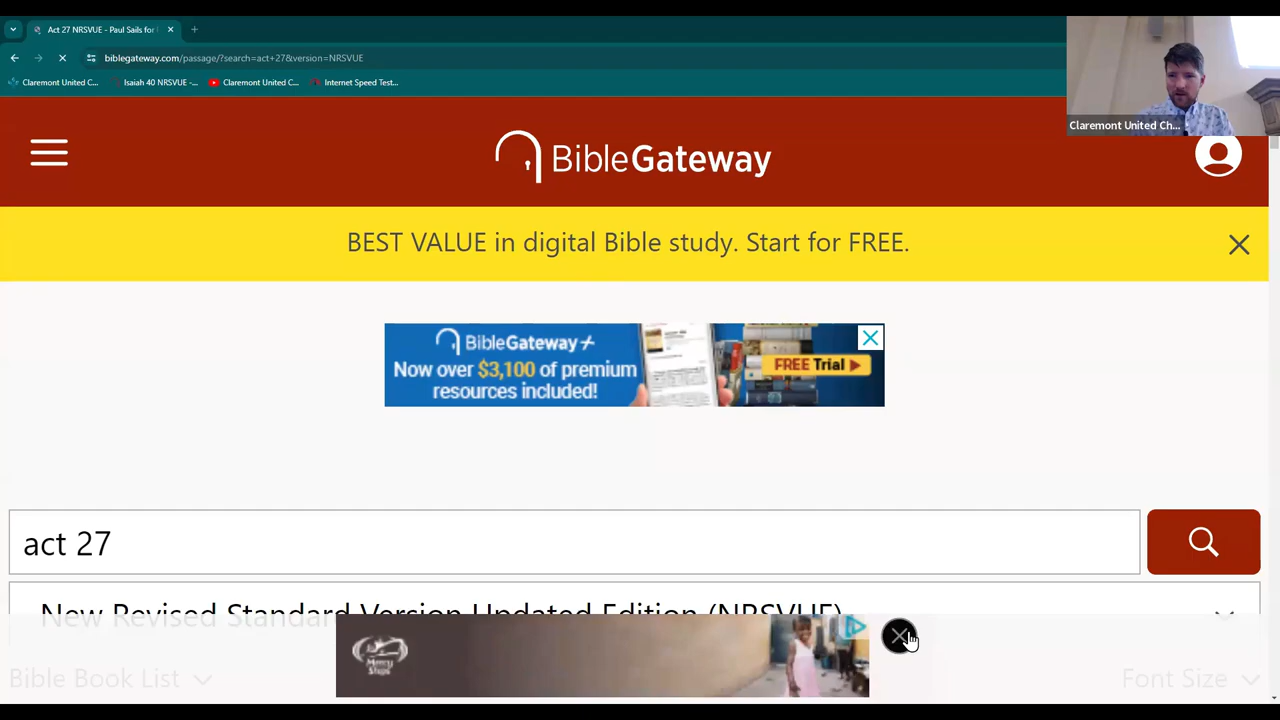 Act 27 NRSVUE - Paul Sails for
biblegateway.com/passage/?search=act+27&version=NRSVUE
Claremont United C... Isaiah 40 NRSVUE -... Claremont United C... Internet Speed Test...
Claremont United Ch...
BibleGateway
BEST VALUE in digital Bible study. Start for FREE.
BibleGateway+
Now over $3,100 of premium
resources included!
FREE Trial
act 27
New Revised Standard Version Updated Edition (NRSVUE)
Mercy
Ships
Bible Book List
Font Size